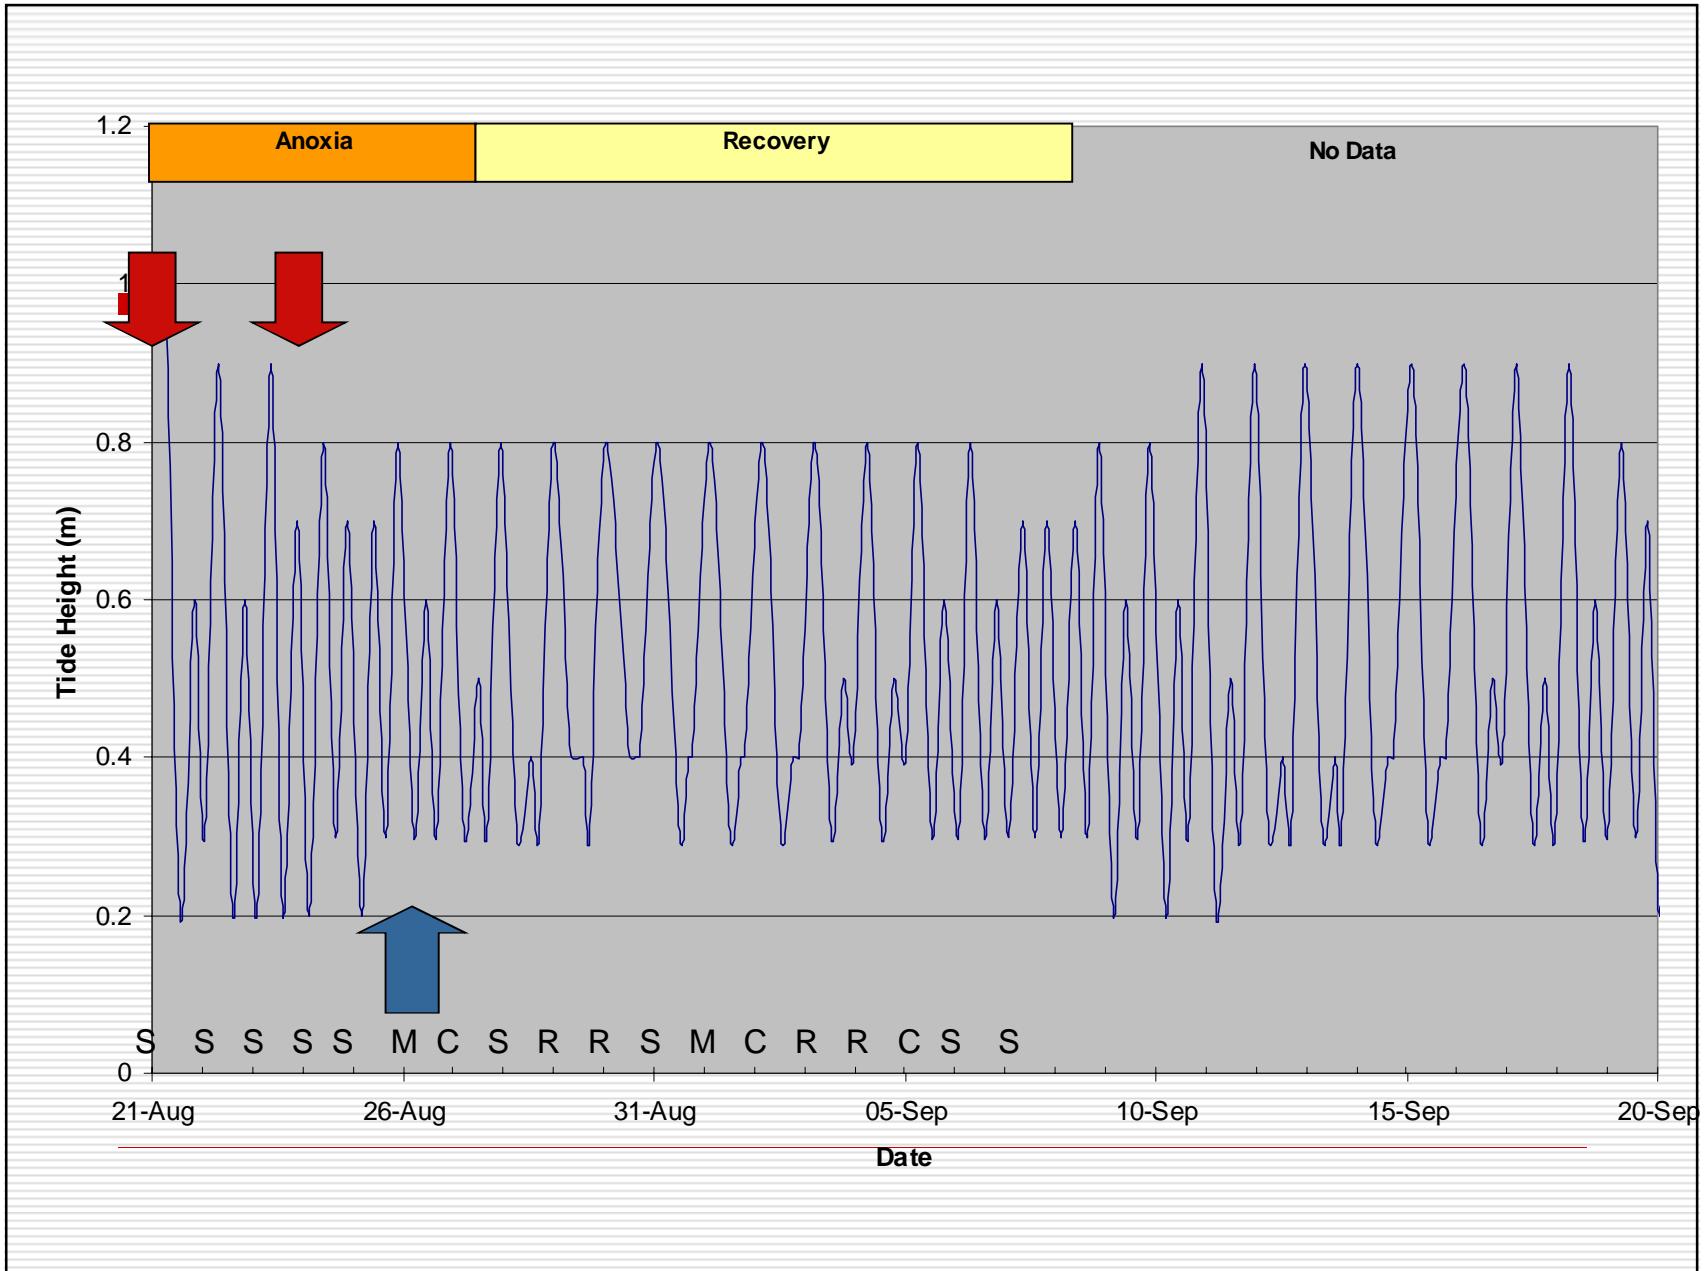 Anoxia Recovery No Data
1.2
1
0.8
0.6
0.4
0.2
0
Tide Height (m)
S S S S S M C S R R S M C R R C S S
21-Aug 26-Aug 31-Aug 05-Sep 10-Sep 15-Sep 20-Sep
Date